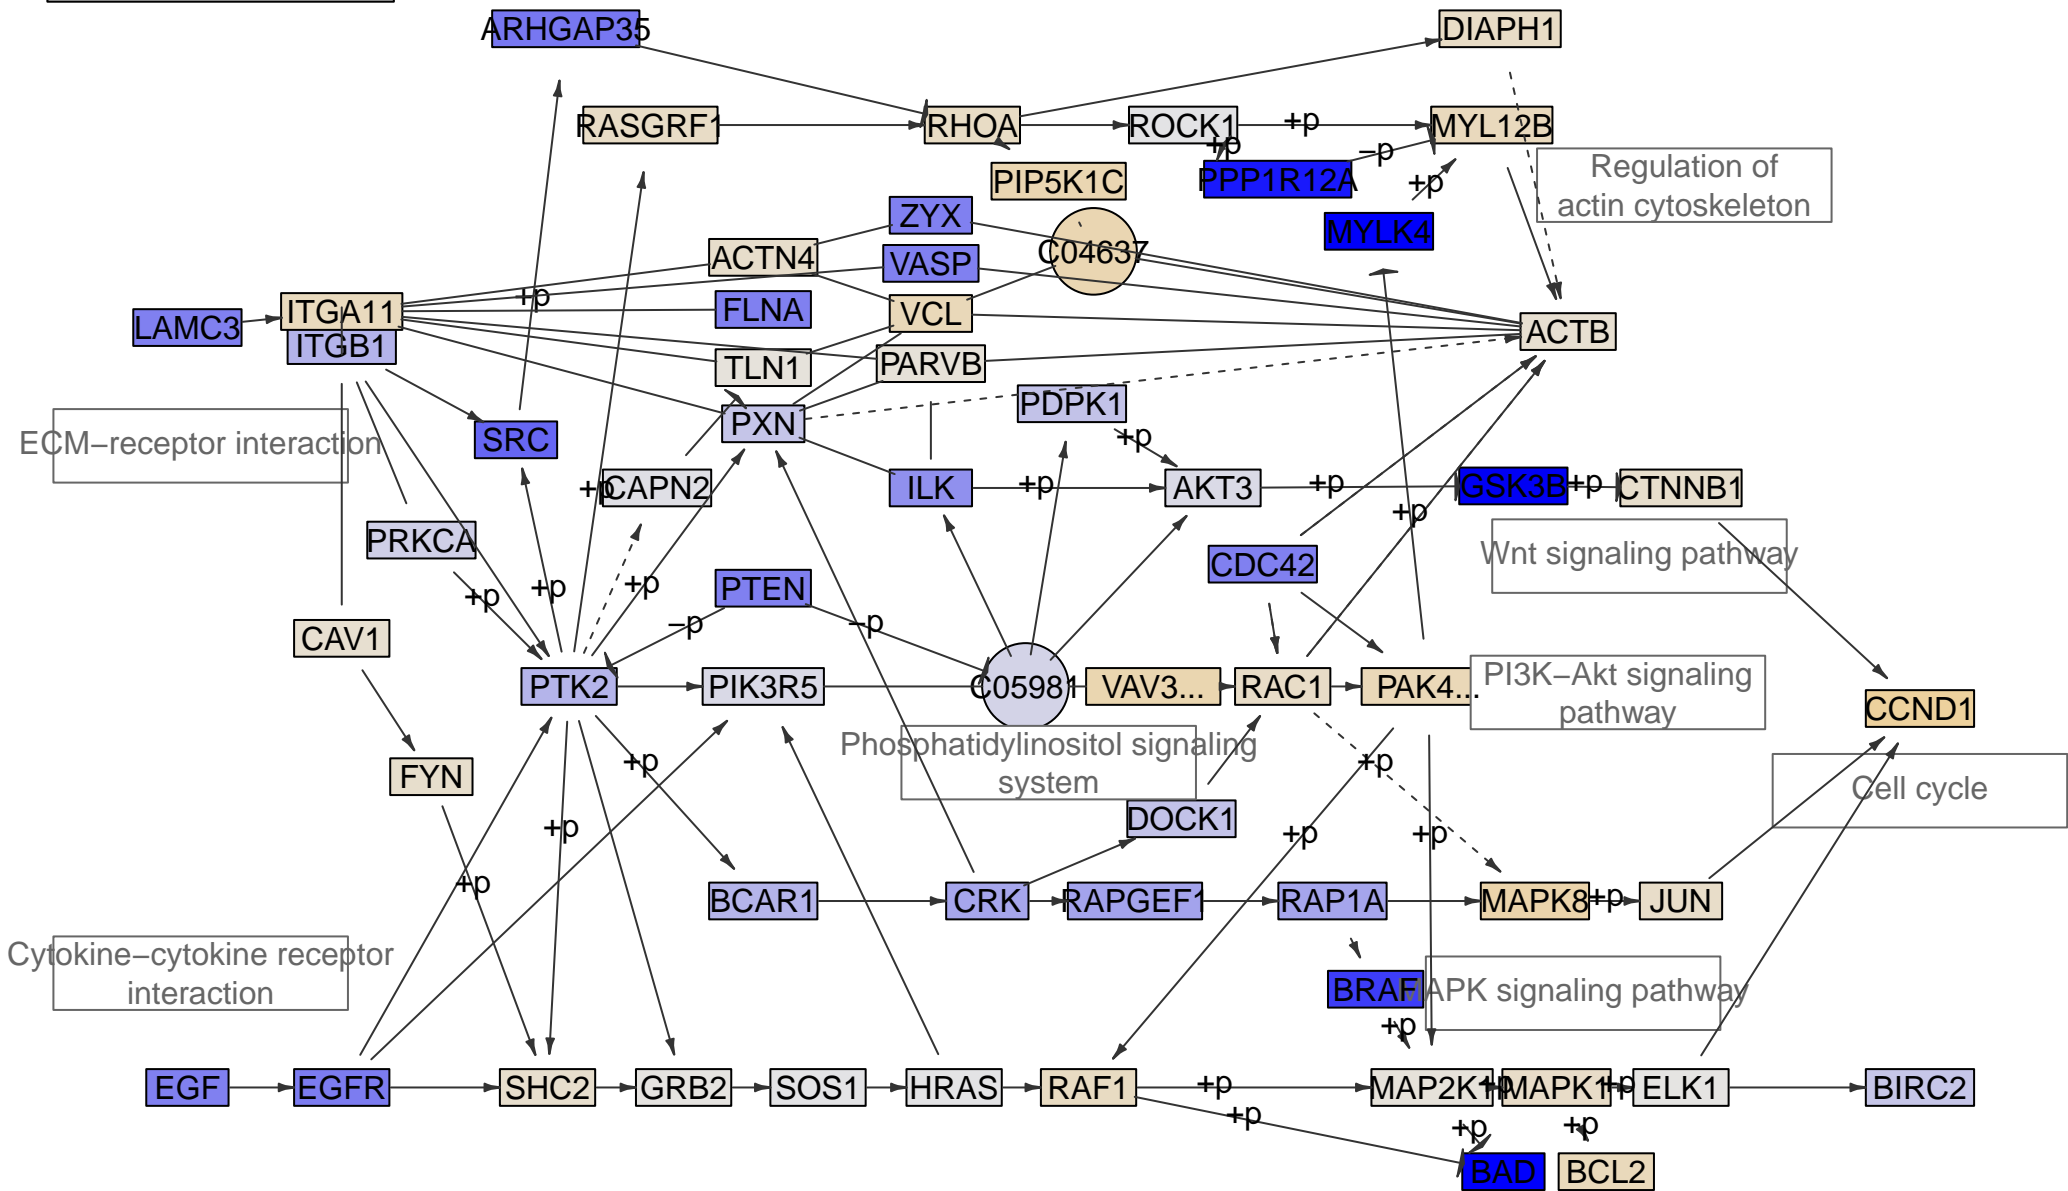 ARHGAP35
DIAPH1
RASGRF1
RHOA
ROCK1
+p
MYL12B
+p
−p
Regulation of
actin cytoskeleton
PIP5K1C
PPP1R12A
+p
ZYX
MYLK4
ACTN4
VASP
C04637
+p
LAMC3
ITGA11
FLNA
VCL
ACTB
ITGB1
TLN1
PARVB
PDPK1
PXN
+p
ECM−receptor interaction
SRC
+p
CAPN2
ILK
+p
AKT3
+p
GSK3B
+p
CTNNB1
+p
PRKCA
Wnt signaling pathway
CDC42
+p
+p
+p
PTEN
−p
−p
CAV1
PTK2
PIK3R5
C05981
VAV3...
RAC1
PAK4...
PI3K−Akt signaling
pathway
CCND1
Phosphatidylinositol signaling
system
+p
+p
FYN
Cell cycle
DOCK1
+p
+p
+p
+p
BCAR1
CRK
RAPGEF1
RAP1A
MAPK8
+p
JUN
Cytokine−cytokine receptor
interaction
BRAF
MAPK signaling pathway
+p
EGF
EGFR
SHC2
GRB2
SOS1
HRAS
RAF1
+p
MAP2K1
+p
MAPK1
+p
ELK1
BIRC2
+p
+p
+p
BAD
BCL2